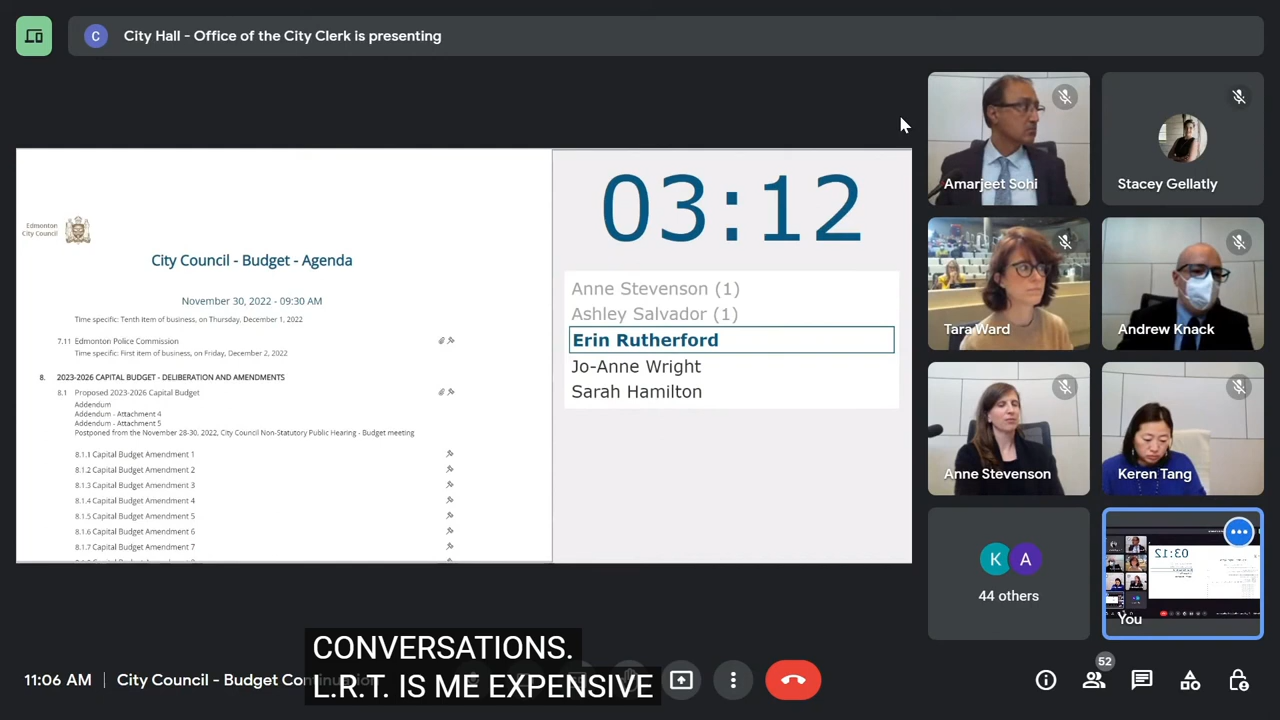 C City Hall - Office of the City Clerk is presenting
Edmonton
City Council
City Council - Budget - Agenda
November 30, 2022 - 09:30 AM
Time specific: Tenth item of business, on Thursday, December 1, 2022
7.11 Edmonton Police Commission
Time specific: First item of business, on Friday, December 2, 2022
8. 2023-2026 CAPITAL BUDGET - DELIBERATION AND AMENDMENTS
8.1 Proposed 2023-2026 Capital Budget
Addendum
Addendum - Attachment 4
Addendum - Attachment 5
Postponed from the November 28-30, 2022, City Council Non-Statutory Public Hearing - Budget meeting
8.1.1 Capital Budget Amendment 1
8.1.2 Capital Budget Amendment 2
8.1.3 Capital Budget Amendment 3
8.1.4 Capital Budget Amendment 4
8.1.5 Capital Budget Amendment 5
8.1.6 Capital Budget Amendment 6
8.1.7 Capital Budget Amendment 7
03:12
Anne Stevenson (1)
Ashley Salvador (1)
Erin Rutherford
Jo-Anne Wright
Sarah Hamilton
Amarjeet Sohi
Stacey Gellatly
Tara Ward
Andrew Knack
Anne Stevenson
Keren Tang
K A
44 others
03:12
You
CONVERSATIONS.
L.R.T. IS ME EXPENSIVE
11:06 AM
City Council - Budget Con
52